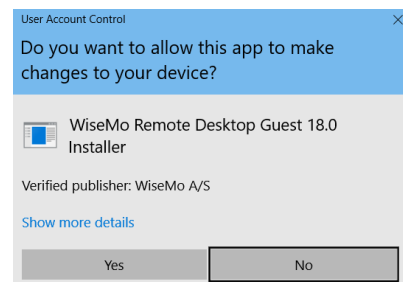 User Account Control
Do you want to allow this app to make
changes to your device?
WiseMo Remote Desktop Guest 18.0
Installer
Verified publisher: WiseMo A/S
Show more details
Yes
No